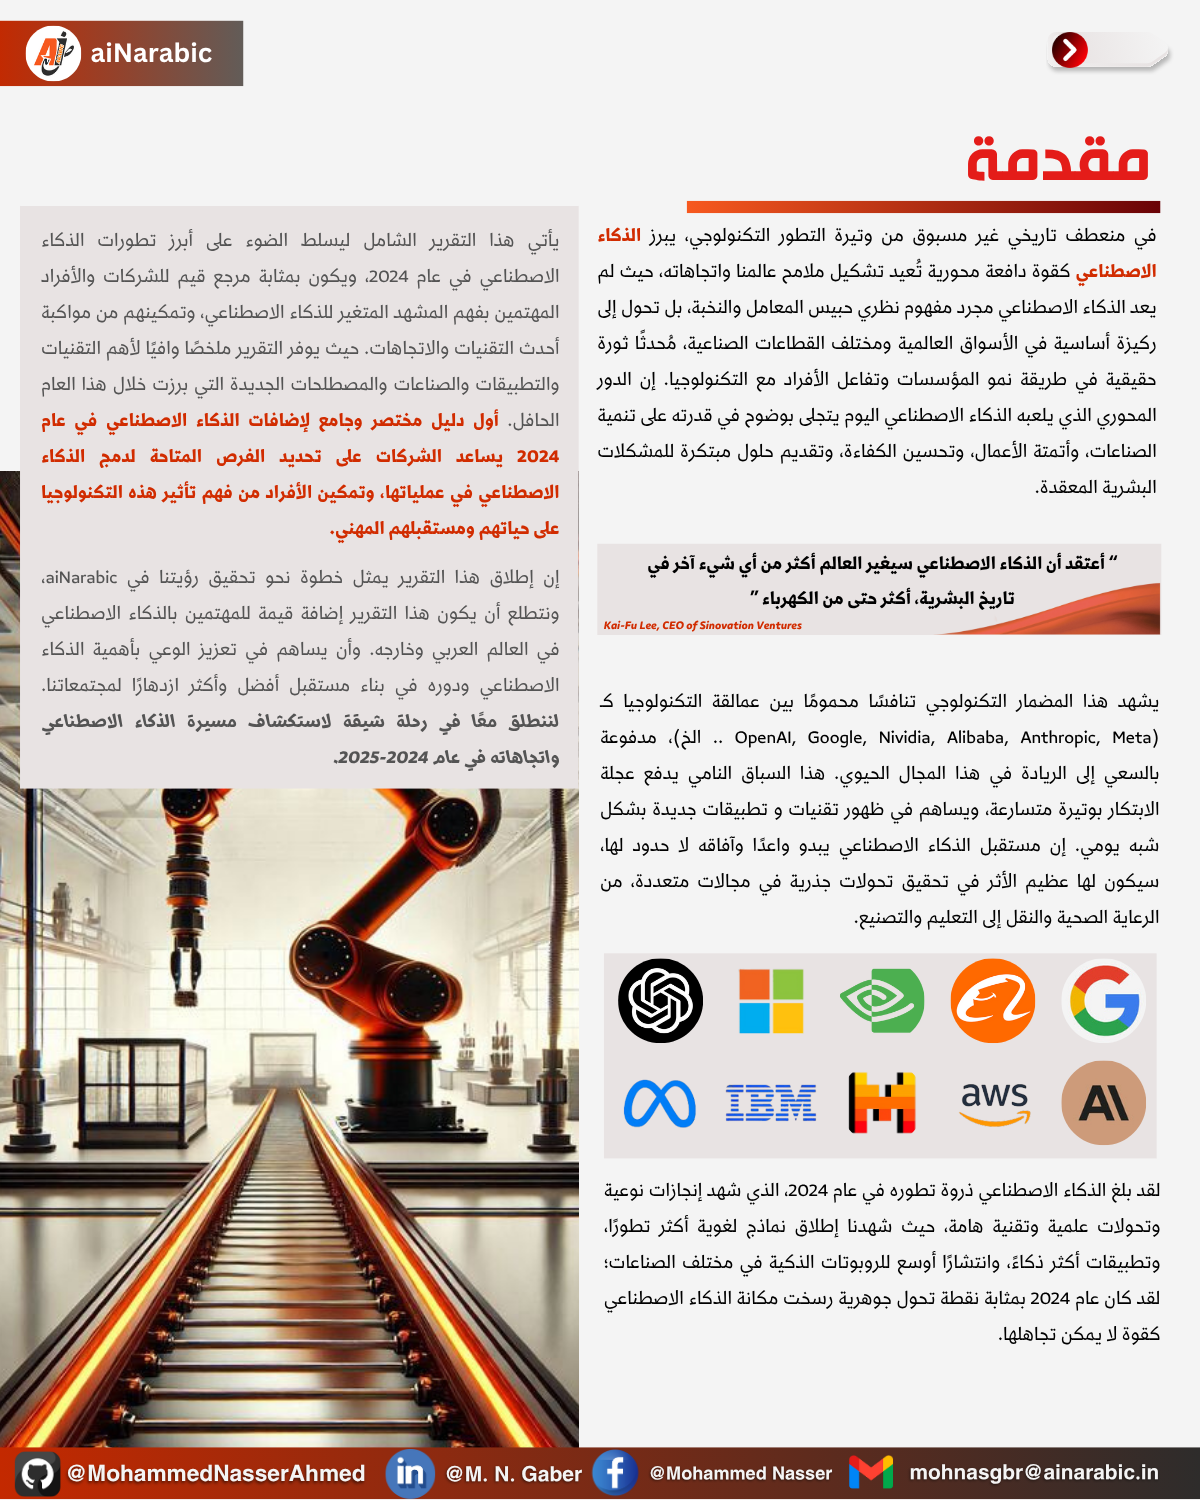 aiNarabic
مقدمة
في منعطف تاريخي غير مسبوق من وتيرة التطور التكنولوجي، يبرز الذكاء
الاصطناعي كقوة دافعة محورية تُعيد تشكيل ملامح عالمنا واتجاهاته، حيث لم
يعد الذكاء الاصطناعي مجرد مفهوم نظري حبيس المعامل والنخبة، بل تحول إلى
ركيزة أساسية في الأسواق العالمية ومختلف القطاعات الصناعية، مُحدثًا ثورة
حقيقية في طريقة نمو المؤسسات وتفاعل الأفراد مع التكنولوجيا. إن الدور
المحوري الذي يلعبه الذكاء الاصطناعي اليوم يتجلى بوضوح في قدرته على تنمية
الصناعات، وأتمتة الأعمال، وتحسين الكفاءة، وتقديم حلول مبتكرة للمشكلات
البشرية المعقدة.
“ أعتقد أن الذكاء الاصطناعي سيغير العالم أكثر من أي شيء آخر في
تاريخ البشرية، أكثر حتى من الكهرباء ”
Kai-Fu Lee, CEO of Sinovation Ventures
يشهد هذا المضمار التكنولوجي تنافسًا محمومًا بين عمالقة التكنولوجيا كـ
(OpenAI, Google, Nividia, Alibaba, Anthropic, Meta .. الخ)، مدفوعة
بالسعي إلى الريادة في هذا المجال الحيوي. هذا السباق النامي يدفع عجلة
الابتكار بوتيرة متسارعة، ويساهم في ظهور تقنيات و تطبيقات جديدة بشكل
شبه يومي. إن مستقبل الذكاء الاصطناعي يبدو واعدًا وآفاقه لا حدود لها،
سيكون لها عظيم الأثر في تحقيق تحولات جذرية في مجالات متعددة، من
الرعاية الصحية والنقل إلى التعليم والتصنيع.
IBM
aws
AI
لقد بلغ الذكاء الاصطناعي ذروة تطوره في عام 2024، الذي شهد إنجازات نوعية
وتحولات علمية وتقنية هامة، حيث شهدنا إطلاق نماذج لغوية أكثر تطورًا،
وتطبيقات أكثر ذكاءً، وانتشارًا أوسع للروبوتات الذكية في مختلف الصناعات؛
لقد كان عام 2024 بمثابة نقطة تحول جوهرية رسخت مكانة الذكاء الاصطناعي
كقوة لا يمكن تجاهلها.
يأتي هذا التقرير الشامل ليسلط الضوء على أبرز تطورات الذكاء
الاصطناعي في عام 2024، ويكون بمثابة مرجع قيم للشركات والأفراد
المهتمين بفهم المشهد المتغير للذكاء الاصطناعي، وتمكينهم من مواكبة
أحدث التقنيات والاتجاهات. حيث يوفر التقرير ملخصًا وافيًا لأهم التقنيات
والتطبيقات والصناعات والمصطلحات الجديدة التي برزت خلال هذا العام
الحافل. أول دليل مختصر وجامع لإضافات الذكاء الاصطناعي في عام
2024 يساعد الشركات على تحديد الفرص المتاحة لدمج الذكاء
الاصطناعي في عملياتها، وتمكين الأفراد من فهم تأثير هذه التكنولوجيا
على حياتهم ومستقبلهم المهني.
إن إطلاق هذا التقرير يمثل خطوة نحو تحقيق رؤيتنا في aiNarabic،
ونتطلع أن يكون هذا التقرير إضافة قيمة للمهتمين بالذكاء الاصطناعي
في العالم العربي وخارجه. وأن يساهم في تعزيز الوعي بأهمية الذكاء
الاصطناعي ودوره في بناء مستقبل أفضل وأكثر ازدهارًا لمجتمعاتنا.
لننطلق معًا في رحلة شيقة لاستكشاف مسيرة الذكاء الاصطناعي
واتجاهاته في عام 2024-2025.
@MohammedNasserAhmed
@M. N. Gaber
@Mohammed Nasser
mohnasgbr@ainarabic.in